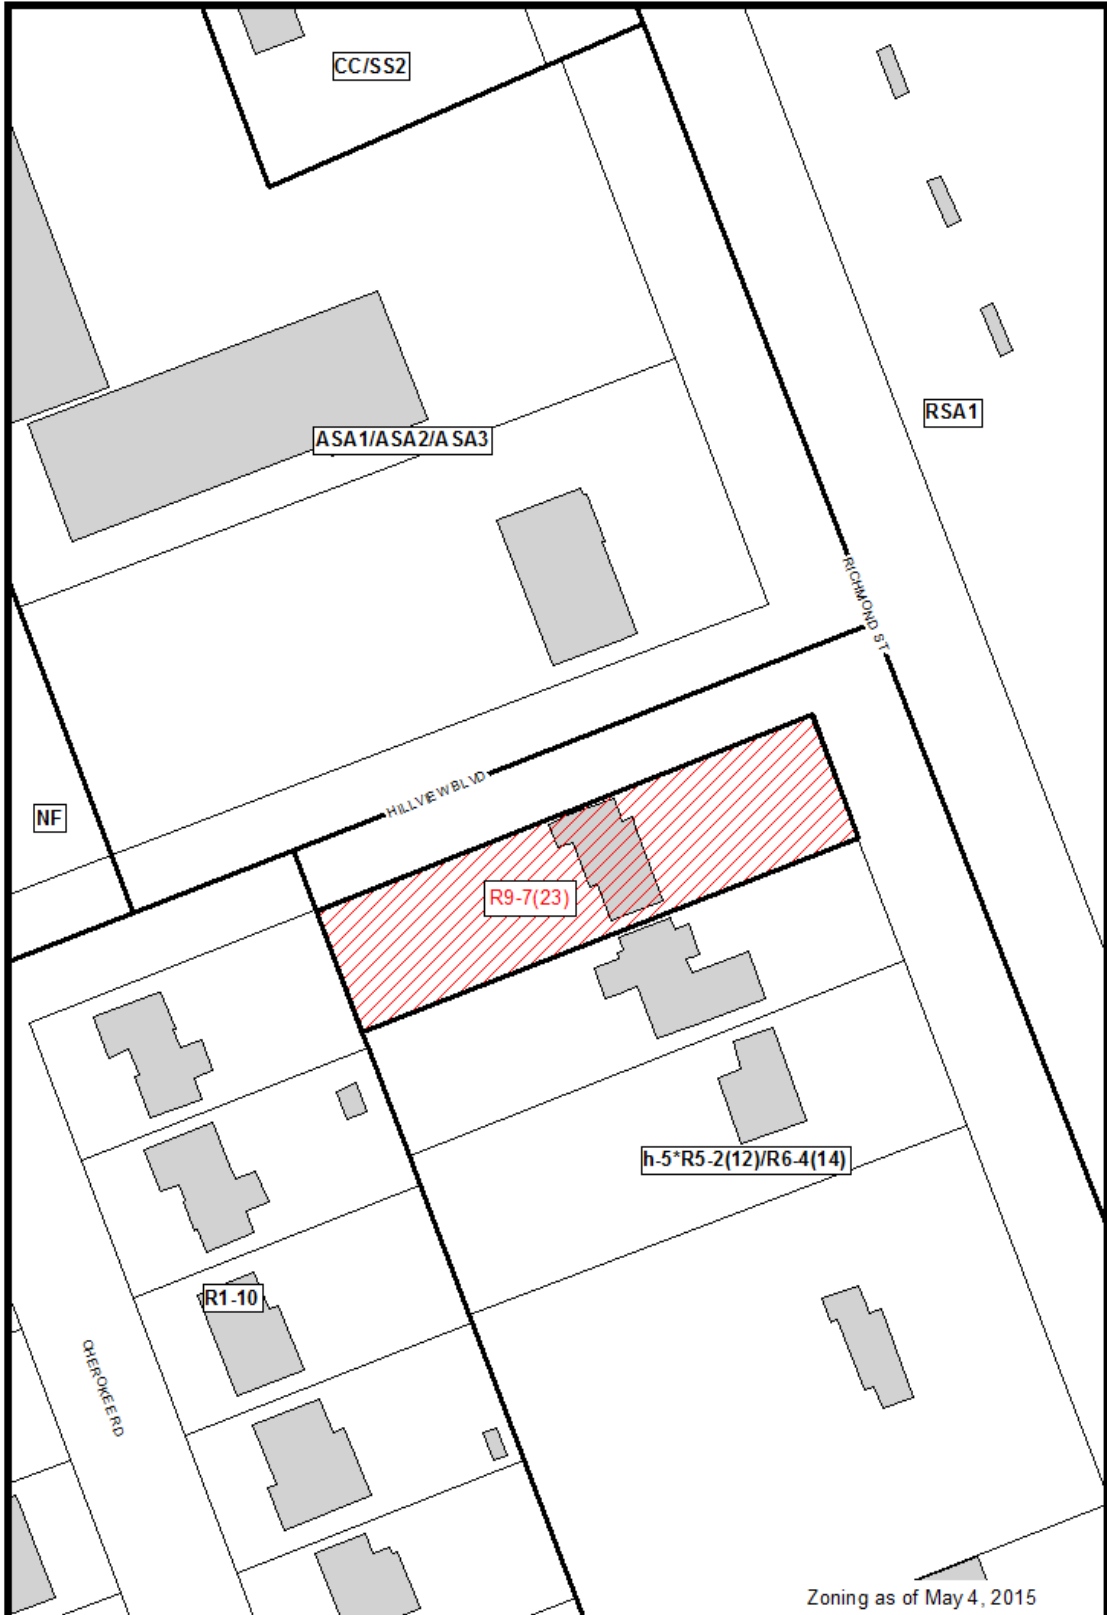 CC/SS2
RSA1
ASA1/ASA2/ASA3
RICHMOND ST
HILLVIEW BLVD
NF
R9-7(23)
h-5*R5-2(12)/R6-4(14)
R1-10
CHEROKEE RD
Zoning as of May 4, 2015